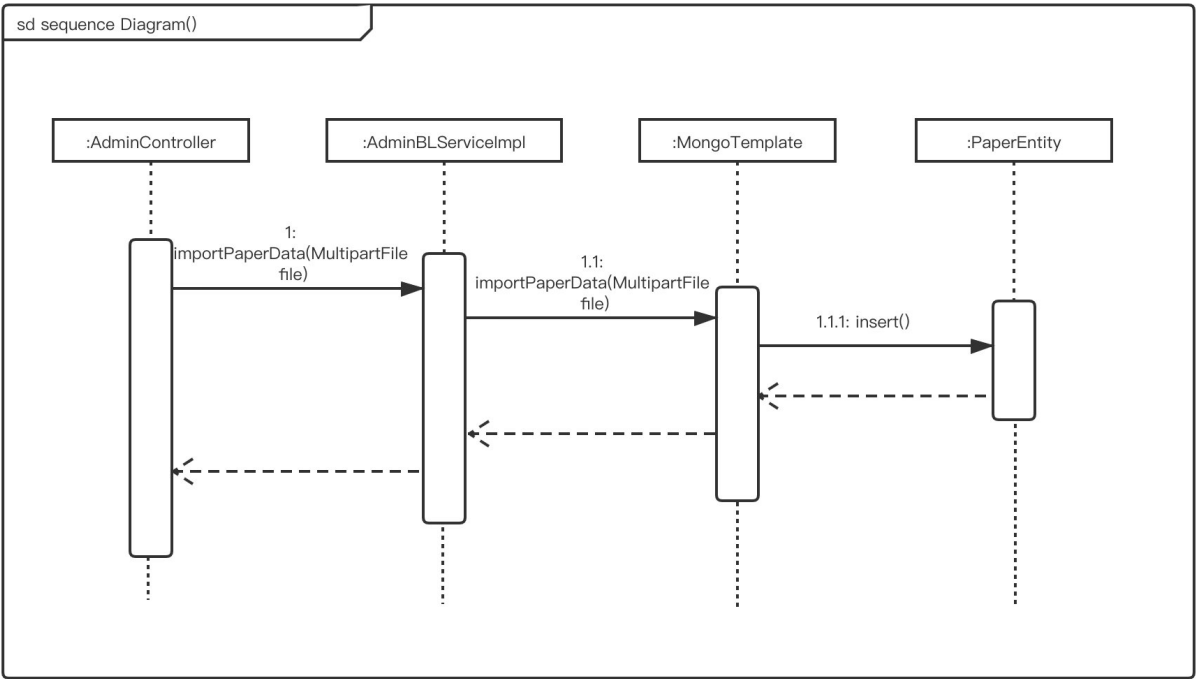 sd sequence Diagram()
:AdminController
:AdminBLServiceImpl
:MongoTemplate
:PaperEntity
1:
importPaperData(MultipartFile
file)
1.1:
importPaperData(MultipartFile
file)
1.1.1: insert()